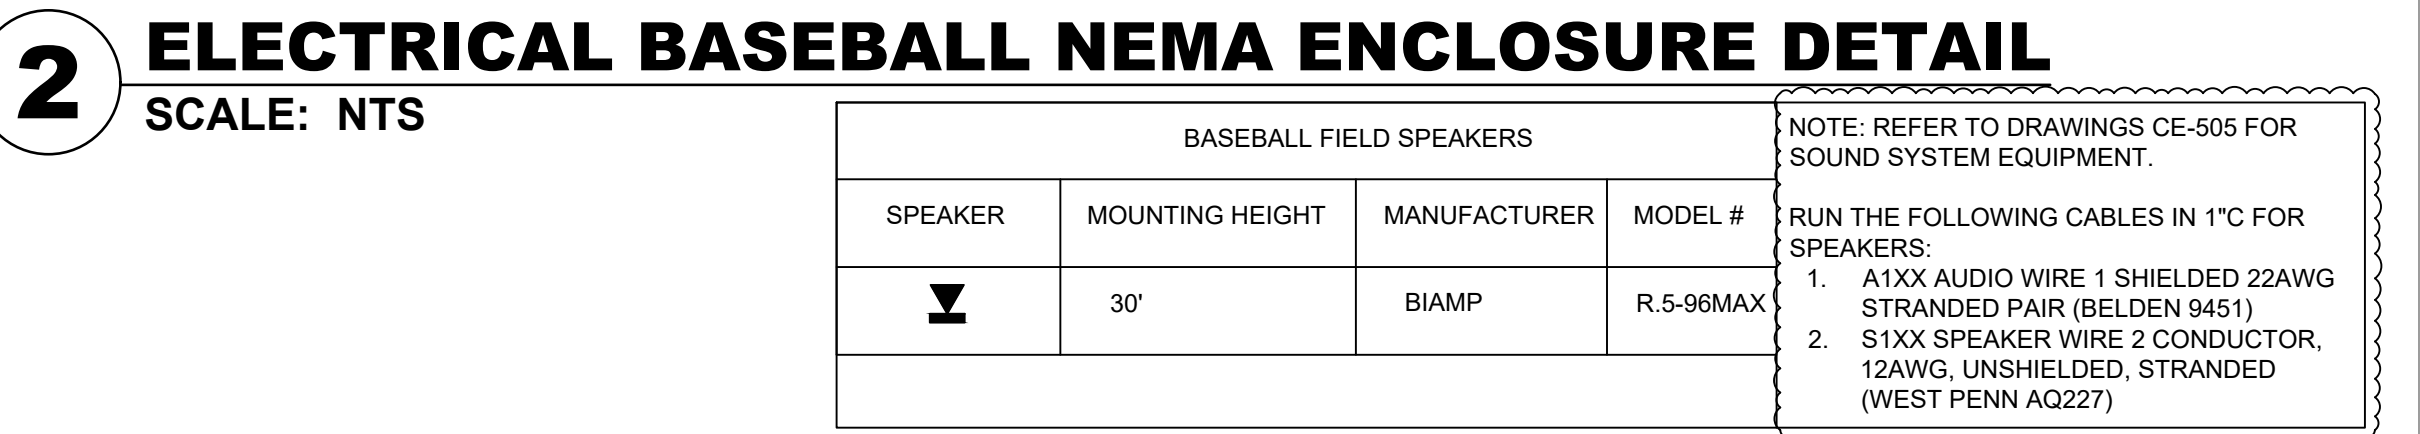 2
ELECTRICAL BASEBALL NEMA ENCLOSURE DETAIL
SCALE: NTS
BASEBALL FIELD SPEAKERS
SPEAKER MOUNTING HEIGHT MANUFACTURER MODEL #
30' BIAMP R.5-96MAX
NOTE: REFER TO DRAWINGS CE-505 FOR
SOUND SYSTEM EQUIPMENT.
RUN THE FOLLOWING CABLES IN 1"C FOR
SPEAKERS:
1. A1XX AUDIO WIRE 1 SHIELDED 22AWG
STRANDED PAIR (BELDEN 9451)
2. S1XX SPEAKER WIRE 2 CONDUCTOR,
12AWG, UNSHIELDED, STRANDED
(WEST PENN AQ227)